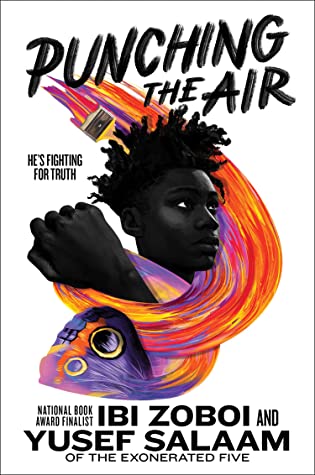 PUNCHING
THE AIR
HE'S FIGHTING
FOR TRUTH
NATIONAL BOOK
AWARD FINALIST
IBI ZOBOI AND
YUSEF SALAAM
OF THE EXONERATED FIVE